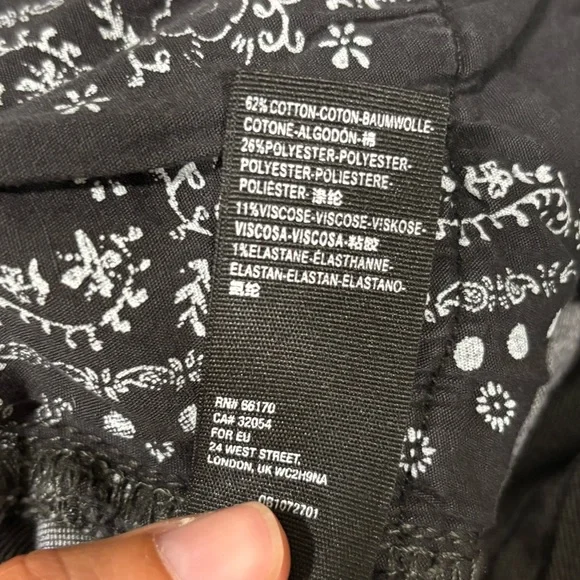 62% COTTON-COTON-BAUMWOLLE-
COTONE-ALGODÓN-棉
26%POLYESTER-POLYESTER-
POLYESTER-POLIESTERE-
POLIÉSTER-涤纶
11%VISCOSE-VISCOSE-VISKOSE-
VISCOSA-VISCOSA-粘胶
1%ELASTANE-ÉLASTHANNE-
ELASTAN-ELASTAN-ELASTANO-
氨纶
RN# 66170
CA# 32054
FOR EU
24 WEST STREET,
LONDON, UK WC2H9NA
OB1072701